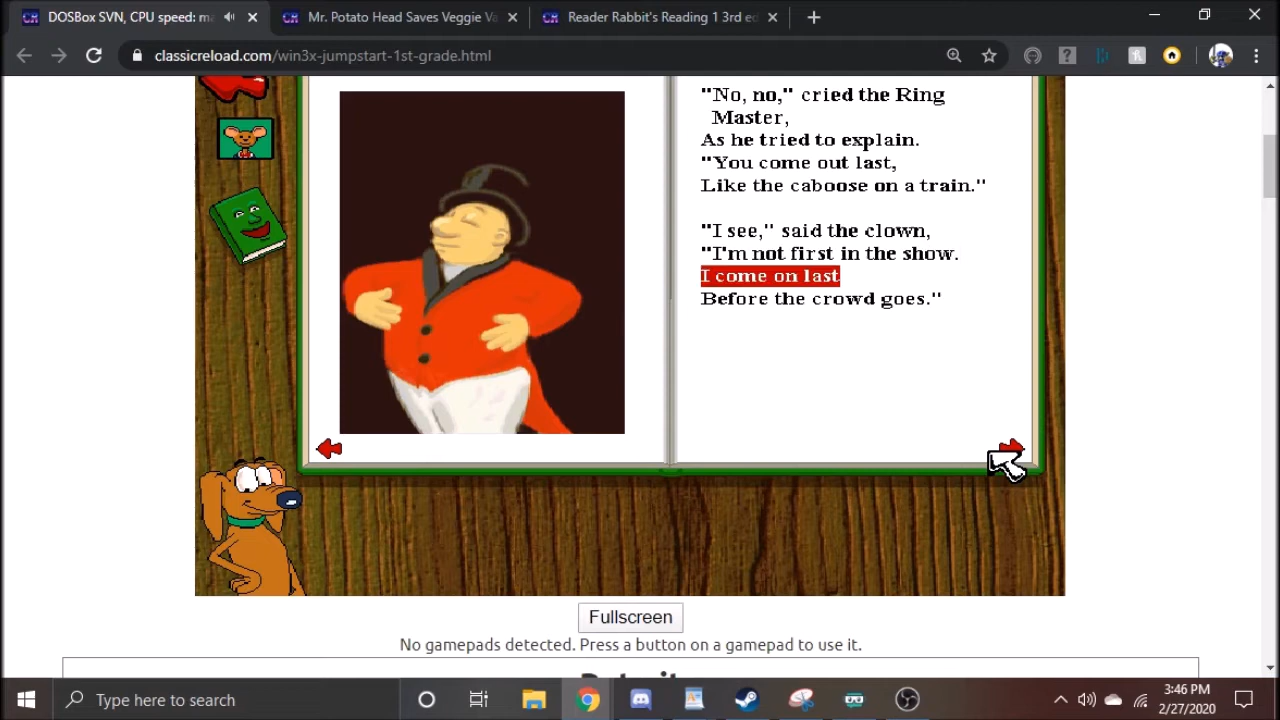 DOSBox SVN, CPU speed: ma
Mr. Potato Head Saves Veggie Va
Reader Rabbit's Reading 1 3rd ed
classicreload.com/win3x-jumpstart-1st-grade.html
"No, no," cried the Ring
Master,
As he tried to explain.
"You come out last,
Like the caboose on a train."
"I see," said the clown,
"I'm not first in the show.
I come on last
Before the crowd goes."
Fullscreen
No gamepads detected. Press a button on a gamepad to use it.
Type here to search
3:46 PM
2/27/2020